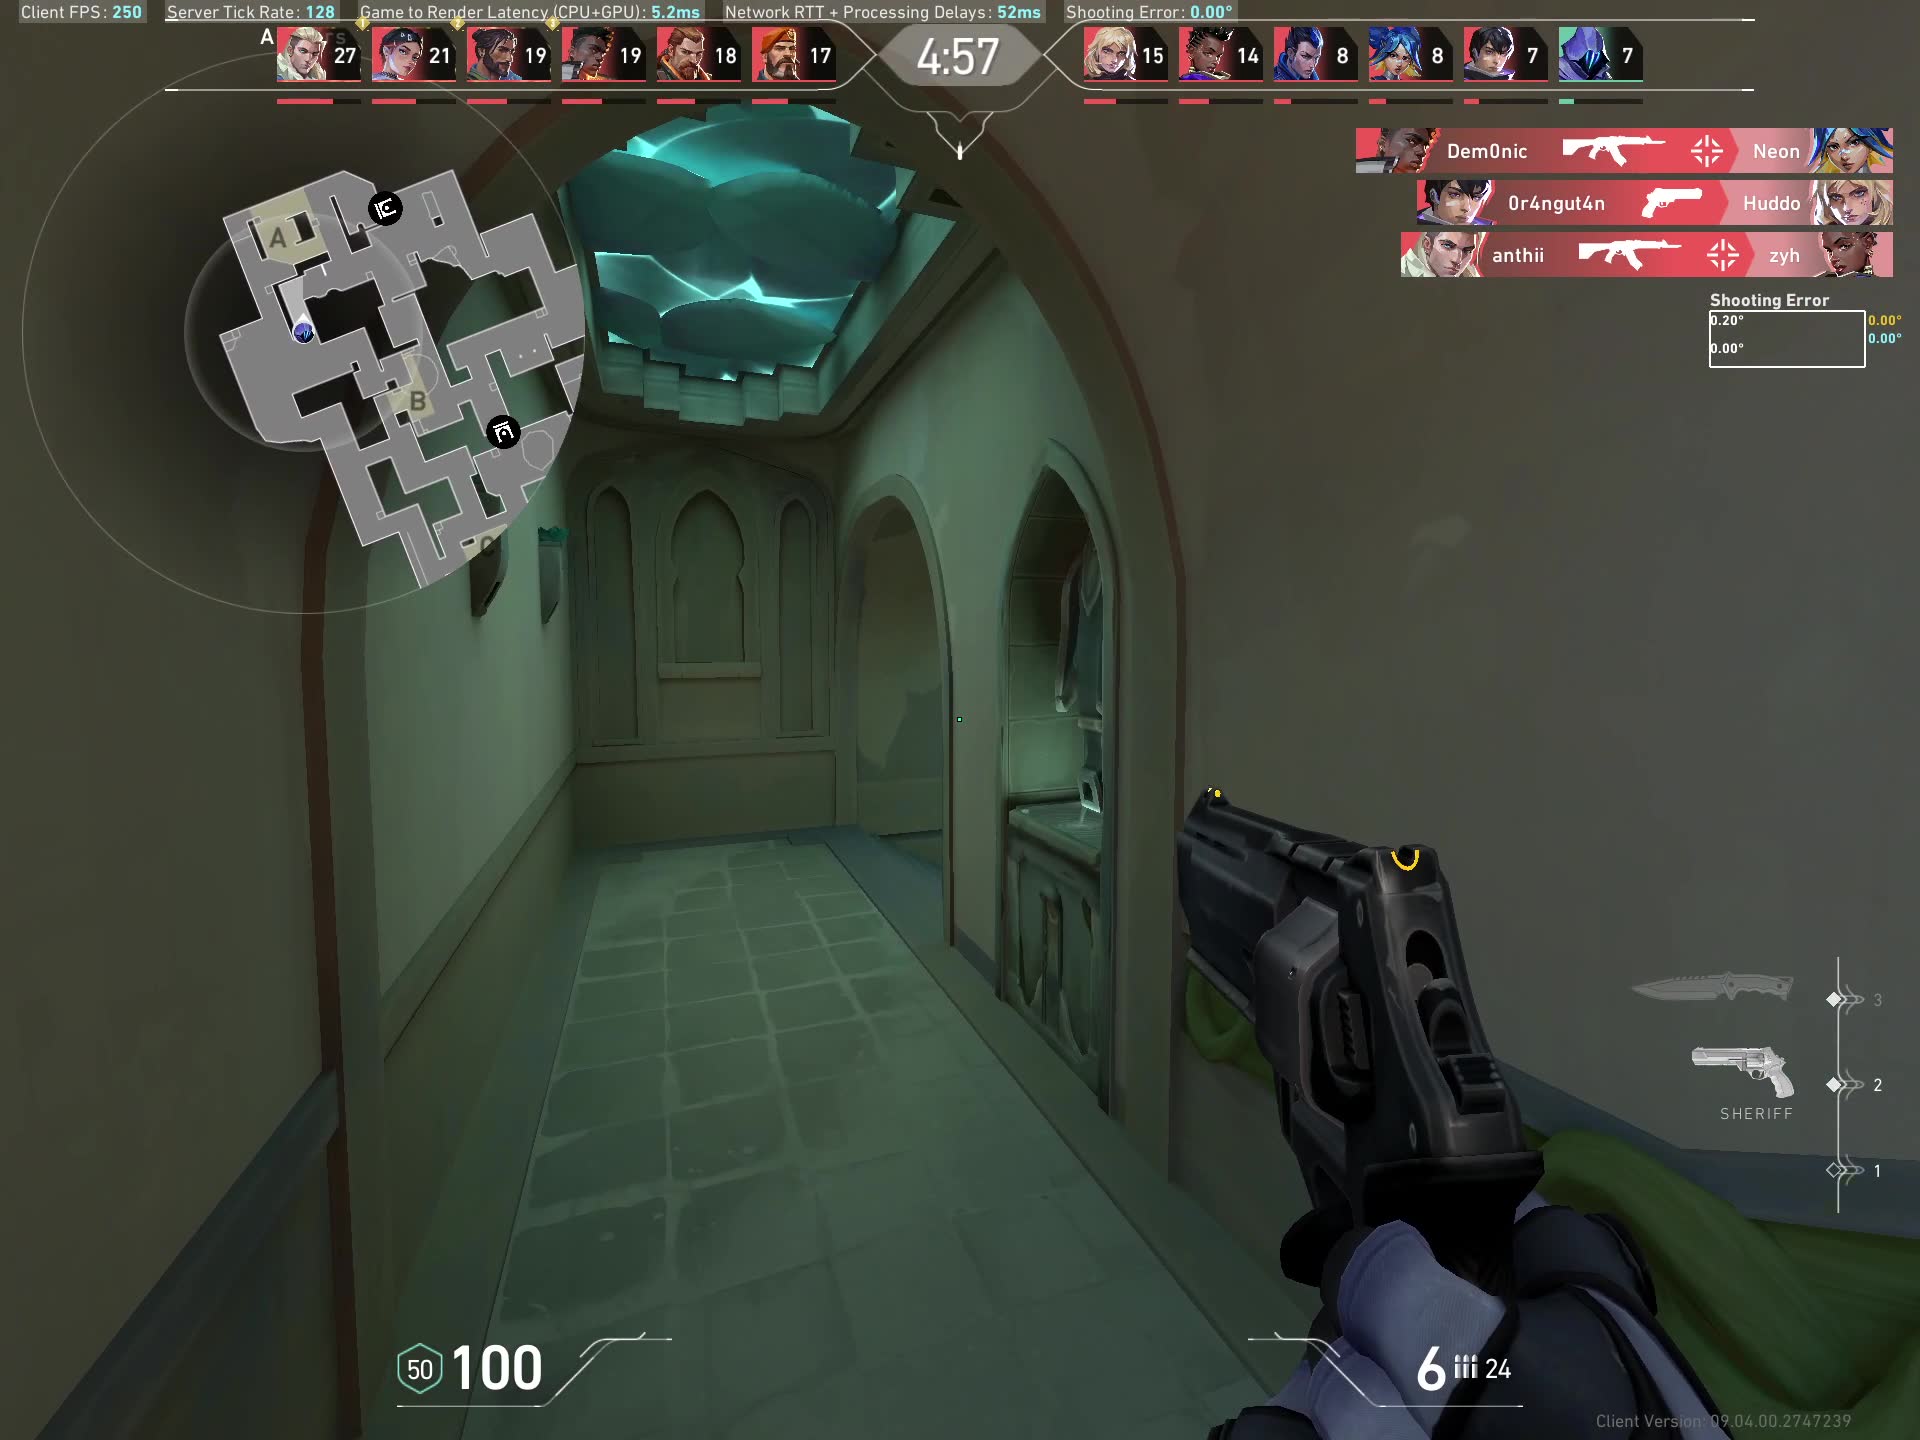 Client FPS: 250 Server Tick Rate: 128 Game to Render Latency (CPU+GPU): 5.2ms Network RTT + Processing Delays: 52ms Shooting Error: 0.00°
27 21 19 19 18 17 4:57 15 14 8 8 7 7
Dem0nic Neon
0r4ngut4n Huddo
anthii zyh
Shooting Error
0.20° 0.00°
0.00°
0.00°
A
B
C
3
2
SHERIFF
1
50 100
6 24
Client Version: 09.04.00.2747239